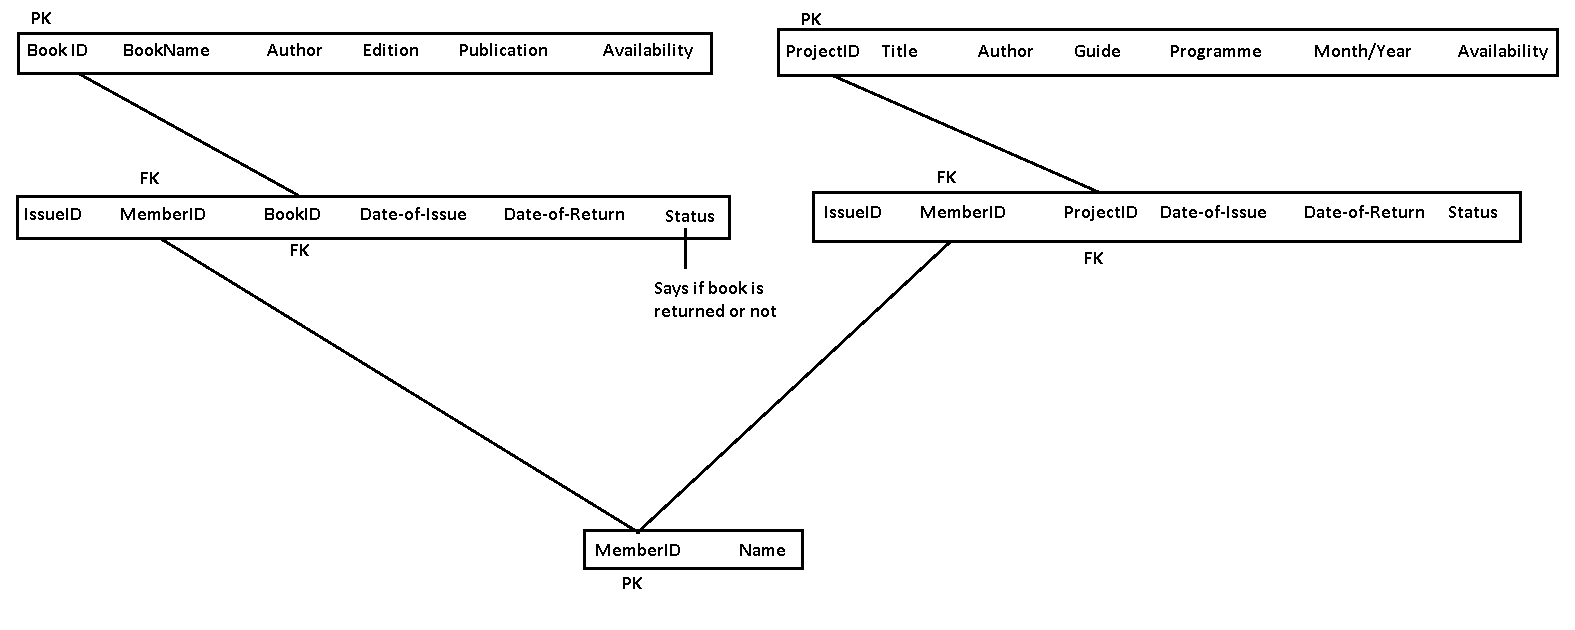 PK
PK
Book ID BookName Author Edition Publication Availability
ProjectID Title Author Guide Programme Month/Year Availability
FK
FK
IssueID MemberID BookID Date-of-Issue Date-of-Return Status
IssueID MemberID ProjectID Date-of-Issue Date-of-Return Status
FK
FK
Says if book is
returned or not
MemberID Name
PK